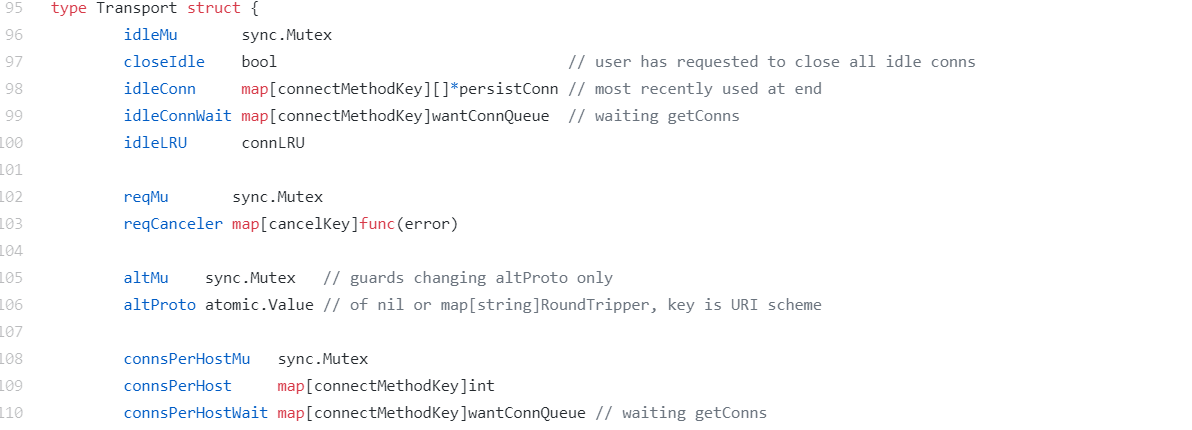 95 type Transport struct {
96 idleMu sync.Mutex
97 closeIdle bool // user has requested to close all idle conns
98 idleConn map[connectMethodKey][]*persistConn // most recently used at end
99 idleConnWait map[connectMethodKey]wantConnQueue // waiting getConns
100 idleLRU connLRU
101
102 reqMu sync.Mutex
103 reqCanceler map[cancelKey]func(error)
104
105 altMu sync.Mutex // guards changing altProto only
106 altProto atomic.Value // of nil or map[string]RoundTripper, key is URI scheme
107
108 connsPerHostMu sync.Mutex
109 connsPerHost map[connectMethodKey]int
110 connsPerHostWait map[connectMethodKey]wantConnQueue // waiting getConns